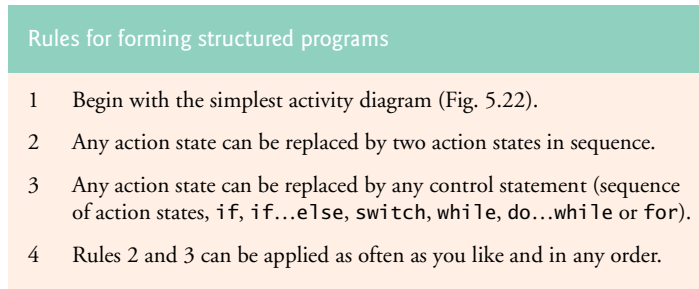 Rules for forming structured programs
1 Begin with the simplest activity diagram (Fig. 5.22).
2 Any action state can be replaced by two action states in sequence.
3 Any action state can be replaced by any control statement (sequence
of action states, if, if...else, switch, while, do...while or for).
4 Rules 2 and 3 can be applied as often as you like and in any order.